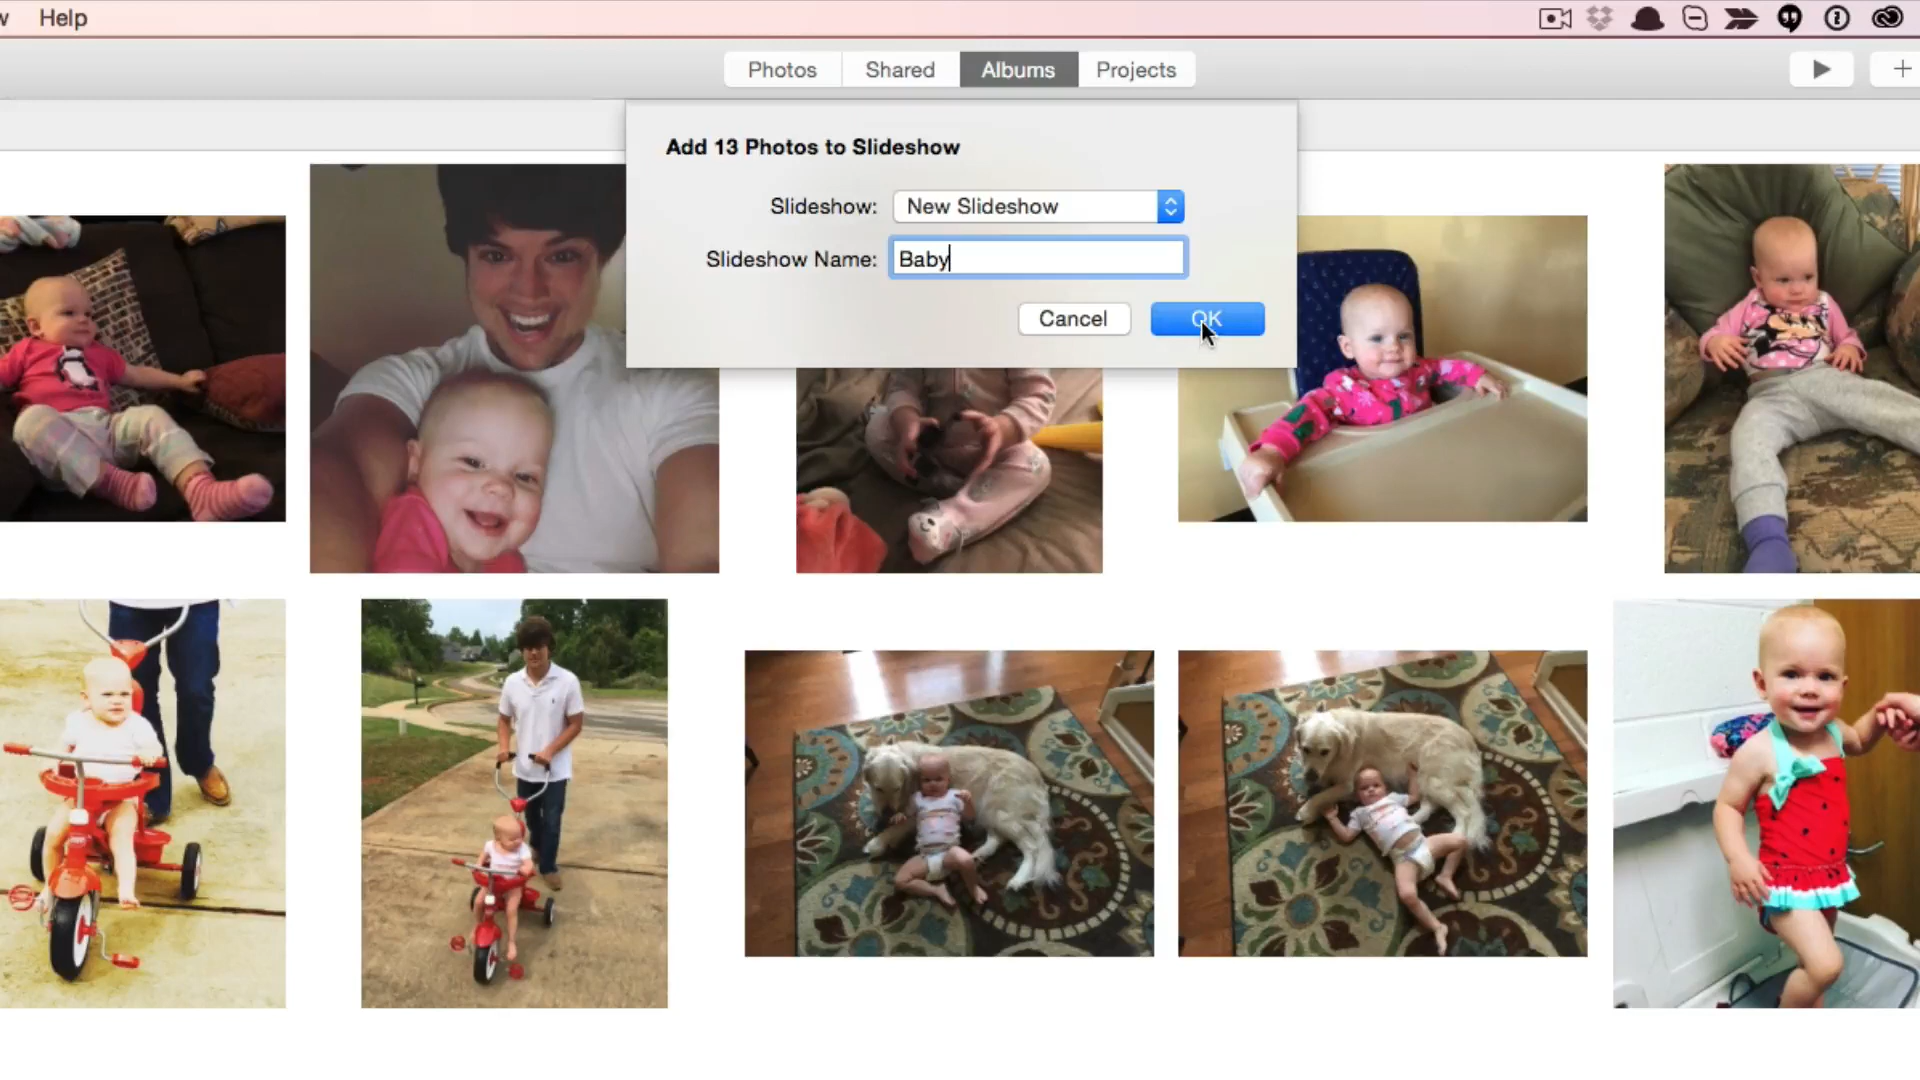 Help
Photos Shared Albums Projects
Add 13 Photos to Slideshow
Slideshow: New Slideshow
Slideshow Name: Baby
Cancel OK